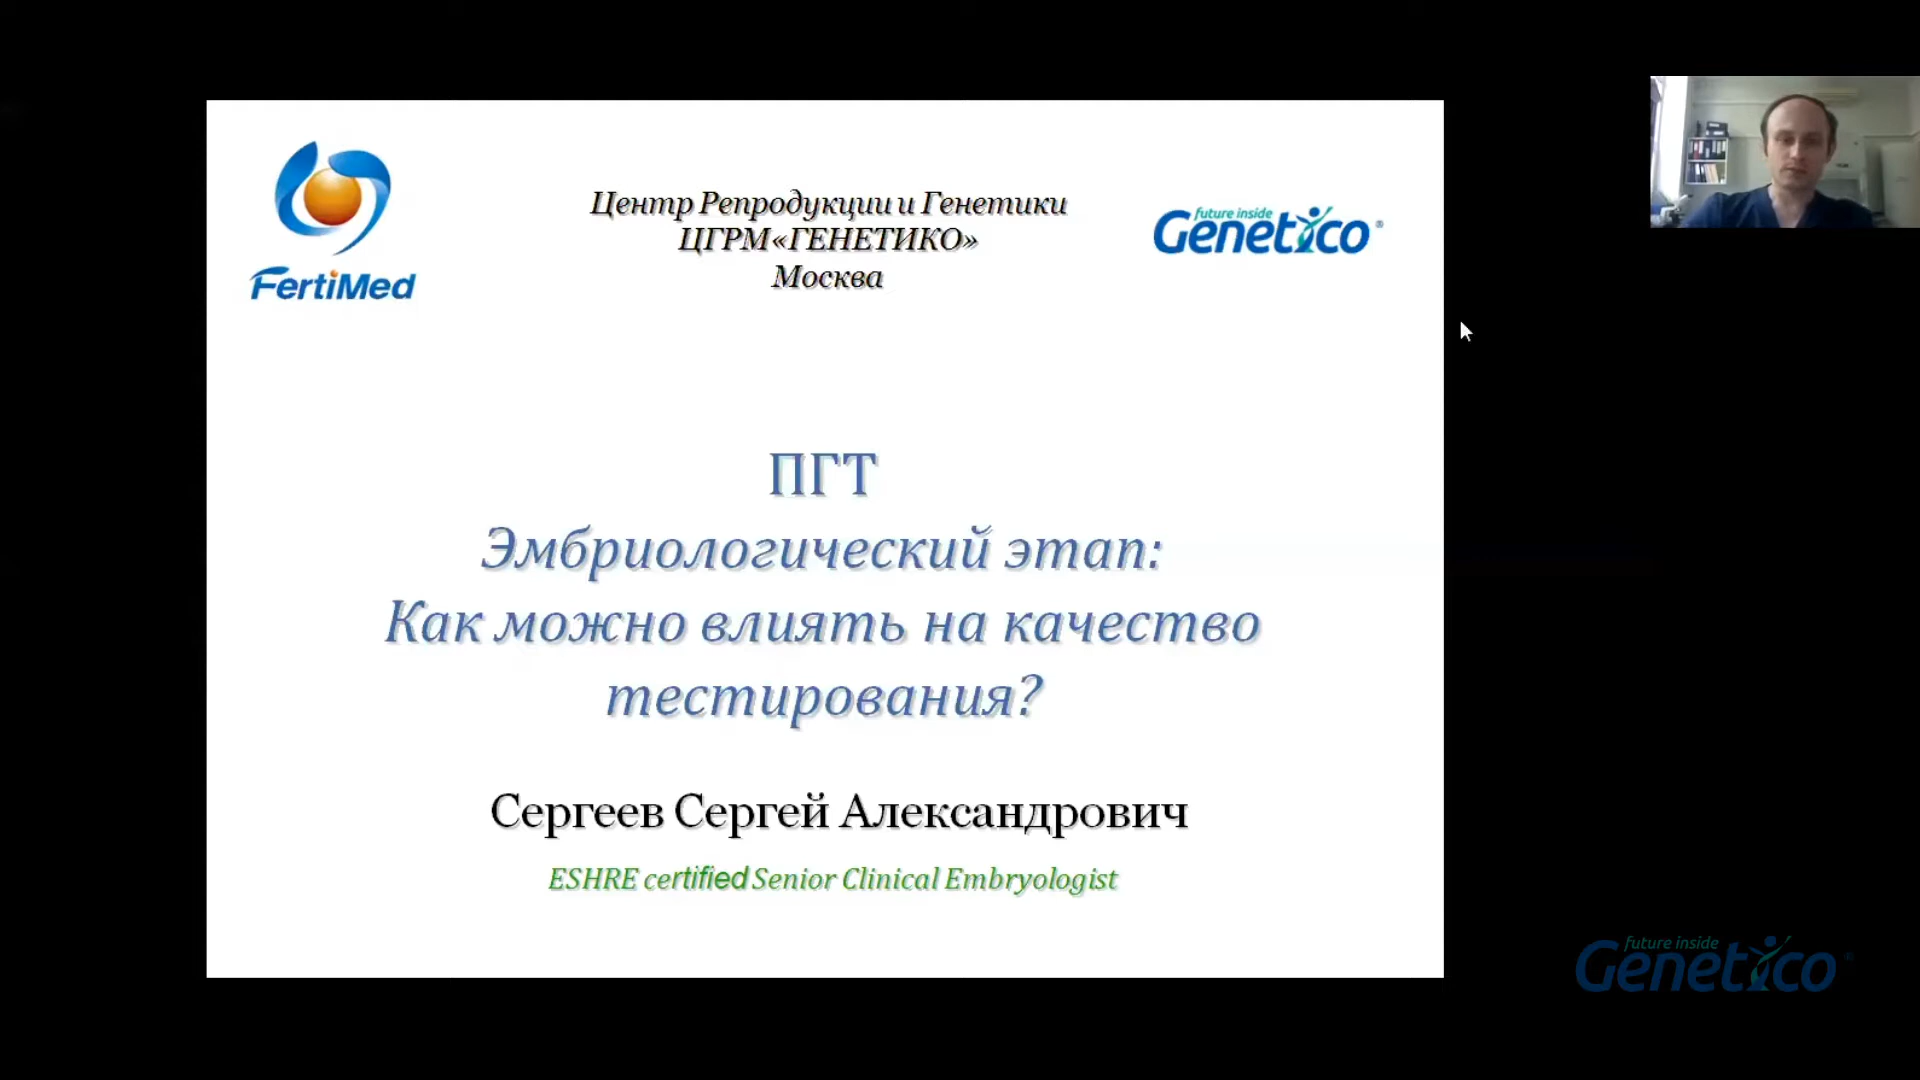 FertiMed
Центр Репродукции и Генетики
ЦГРМ«ГЕНЕТИКО»
Москва
future inside
Genetico®
ПГТ
Эмбриологический этап:
Как можно влиять на качество
тестирования?
Сергеев Сергей Александрович
ESHRE certified Senior Clinical Embryologist
future inside
Genetico®